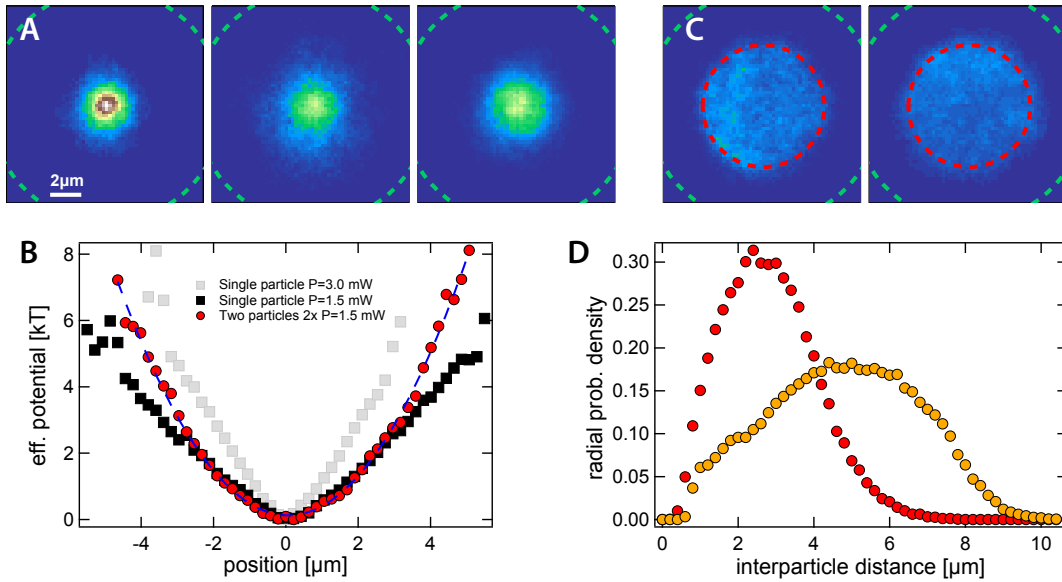 A
C
2µm
B
8
6
4
2
0
eff. potential [kT]
Single particle P=3.0 mW
Single particle P=1.5 mW
Two particles 2x P=1.5 mW
-4
-2
0
2
4
position [µm]
D
0.30
0.25
0.20
0.15
0.10
0.05
0.00
radial prob. density
0
2
4
6
8
10
interparticle distance [µm]